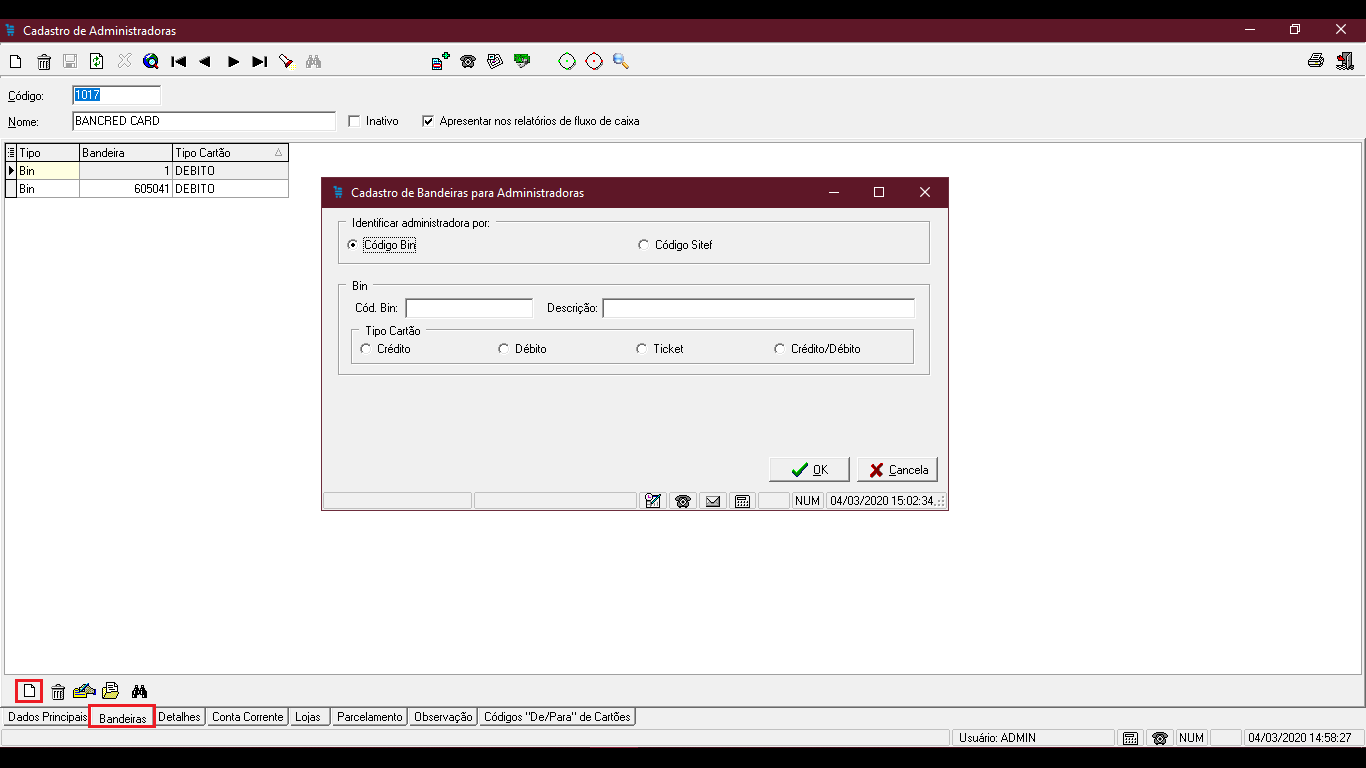 Cadastro de Administradoras
Código: 1017
Nome: BANCRED CARD Inativo Apresentar nos relatórios de fluxo de caixa
Tipo Bandeira Tipo Cartão
Bin 1 DEBITO
Bin 605041 DEBITO
Cadastro de Bandeiras para Administradoras
Identificar administradora por:
Código Bin Código Sitef
Bin
Cód. Bin: Descrição:
Tipo Cartão
Crédito Débito Ticket Crédito/Débito
OK Cancela
NUM 04/03/2020 15:02:34
Dados Principais Bandeiras Detalhes Conta Corrente Lojas Parcelamento Observação Códigos "De/Para" de Cartões
Usuário: ADMIN NUM 04/03/2020 14:58:27